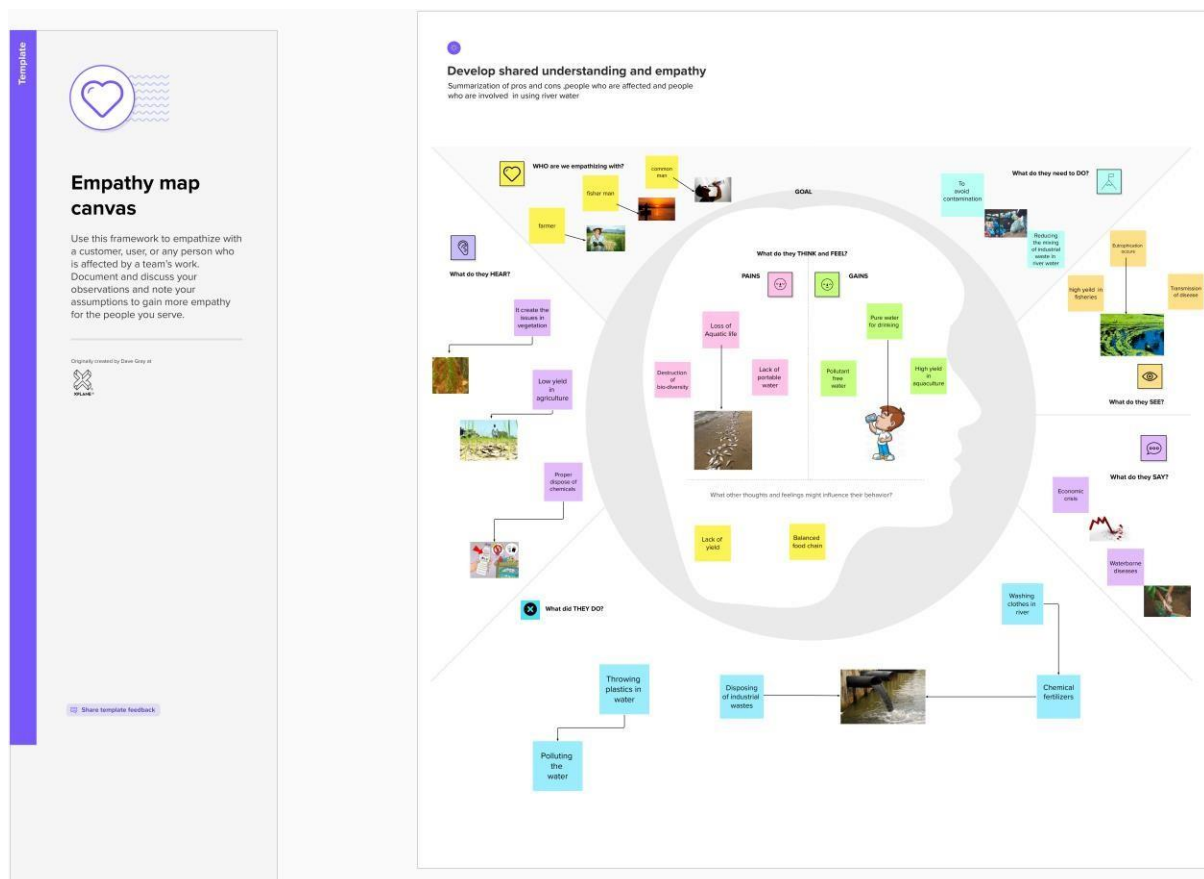 Template
Empathy map
canvas
Use this framework to empathize with
a customer, user, or any person who
is affected by a team's work.
Document and discuss your
observations and note your
assumptions to gain more empathy
for the people you serve.
Originally created by Dave Gray at
XPLANE
Share template feedback
Develop shared understanding and empathy
Summarization of pros and cons ,people who are affected and people
who are involved in using river water
WHO are we empathizing with?
common
man
fisher man
farmer
GOAL
What do they need to DO?
To
avoid
contamination
Reducing
the mixing
of industrial
waste in
river water
What do they HEAR?
It create the
issues in
vegetation
Low yield
in
agriculture
Proper
dispose of
chemicals
What do they THINK and FEEL?
PAINS
GAINS
Loss of
Aquatic life
Destruction
of
bio-diversity
Lack of
portable
water
Pure water
for drinking
Pollutant
free
water
High yield
in
aquaculture
What other thoughts and feelings might influence their behavior?
Lack of
yield
Balanced
food chain
Eutrophication
occurs
high yeild in
fisheries
Transmission
of disease
What do they SEE?
What do they SAY?
Economic
crisis
Waterborne
diseases
What did THEY DO?
Washing
clothes in
river
Throwing
plastics in
water
Disposing
of industrial
wastes
Chemical
fertilizers
Polluting
the
water